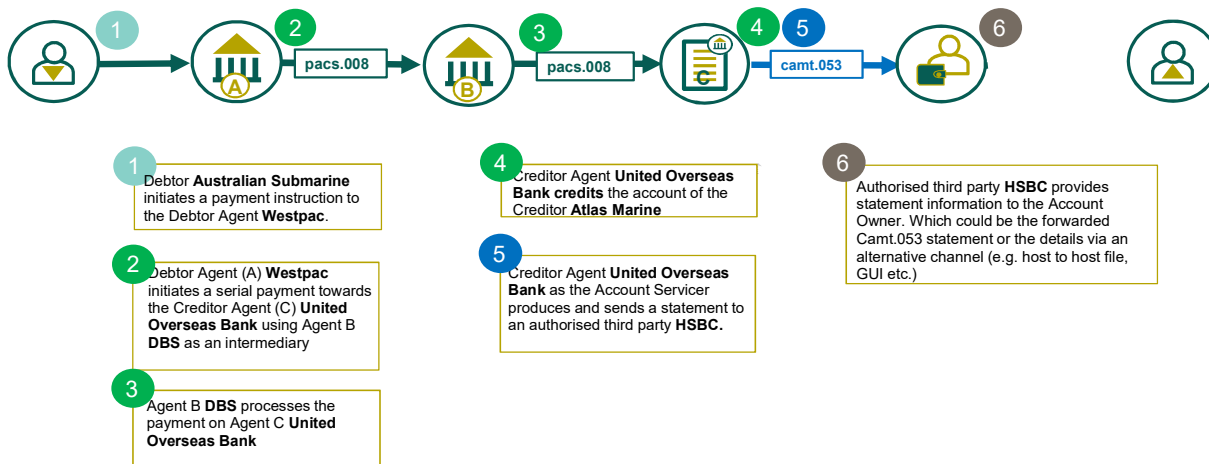 1
2
3
4
5
6
pacs.008
pacs.008
camt.053
A
B
C
1
Debtor Australian Submarine
initiates a payment instruction to
the Debtor Agent Westpac.
2
Debtor Agent (A) Westpac
initiates a serial payment towards
the Creditor Agent (C) United
Overseas Bank using Agent B
DBS as an intermediary
3
Agent B DBS processes the
payment on Agent C United
Overseas Bank
4
Creditor Agent United Overseas
Bank credits the account of the
Creditor Atlas Marine
5
Creditor Agent United Overseas
Bank as the Account Servicer
produces and sends a statement to
an authorised third party HSBC.
6
Authorised third party HSBC provides
statement information to the Account
Owner. Which could be the forwarded
Camt.053 statement or the details via an
alternative channel (e.g. host to host file,
GUI etc.)